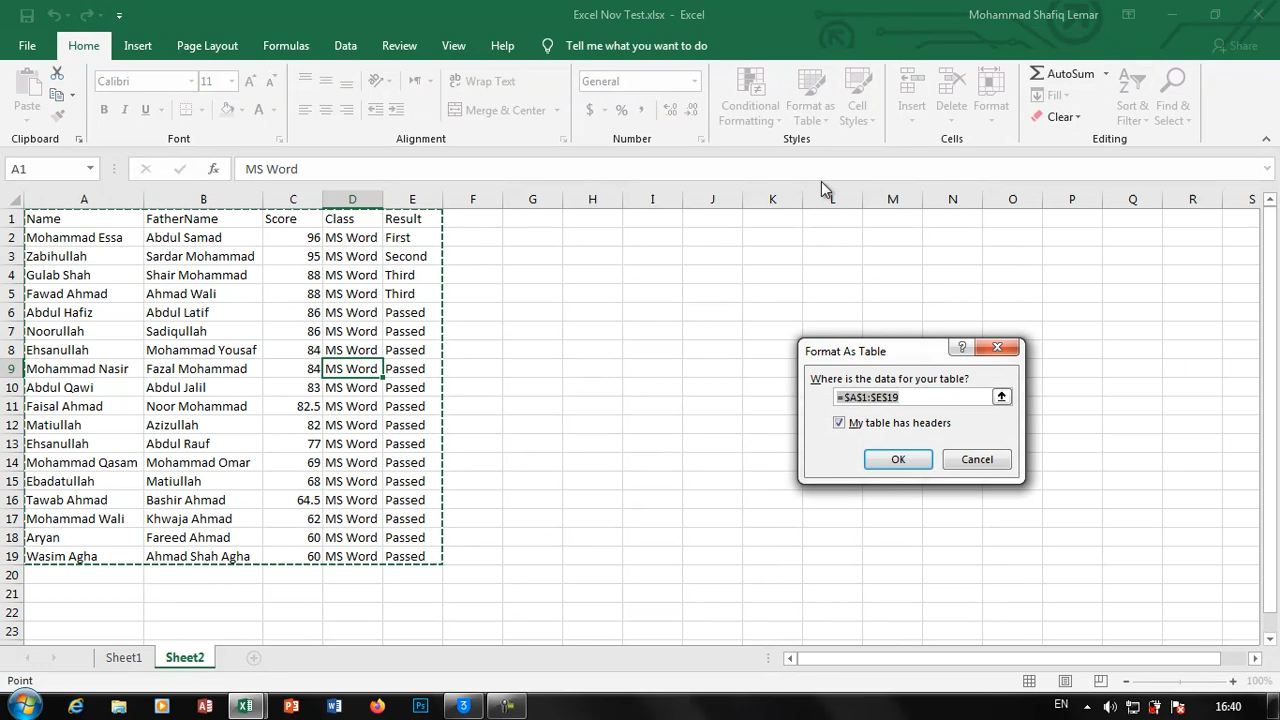 Excel Nov Test.xlsx - Excel
Mohammad Shafiq Lemar
File Home Insert Page Layout Formulas Data Review View Help Tell me what you want to do Share
Paste
Calibri 11
Wrap Text
Merge & Center
General
Conditional Formatting
Format as Table
Cell Styles
Insert Delete Format
AutoSum
Fill
Clear
Sort & Filter
Find & Select
Clipboard Font Alignment Number Styles Cells Editing
A1 fx MS Word
A B C D E F G H I J K L M N O P Q R S
1 Name FatherName Score Class Result
2 Mohammad Essa Abdul Samad 96 MS Word First
3 Zabihullah Sardar Mohammad 95 MS Word Second
4 Gulab Shah Shair Mohammad 88 MS Word Third
5 Fawad Ahmad Ahmad Wali 88 MS Word Third
6 Abdul Hafiz Abdul Latif 86 MS Word Passed
7 Noorullah Sadiqullah 86 MS Word Passed
8 Ehsanullah Mohammad Yousaf 84 MS Word Passed
9 Mohammad Nasir Fazal Mohammad 84 MS Word Passed
10 Abdul Qawi Abdul Jalil 83 MS Word Passed
11 Faisal Ahmad Noor Mohammad 82.5 MS Word Passed
12 Matiullah Azizullah 82 MS Word Passed
13 Ehsanullah Abdul Rauf 77 MS Word Passed
14 Mohammad Qasam Mohammad Omar 69 MS Word Passed
15 Ebadatullah Matiullah 68 MS Word Passed
16 Tawab Ahmad Bashir Ahmad 64.5 MS Word Passed
17 Mohammad Wali Khwaja Ahmad 62 MS Word Passed
18 Aryan Fareed Ahmad 60 MS Word Passed
19 Wasim Agha Ahmad Shah Agha 60 MS Word Passed
20
21
22
23
Format As Table
Where is the data for your table?
=$A$1:$E$19
My table has headers
OK Cancel
Sheet1 Sheet2
Point 100%
EN 16:40